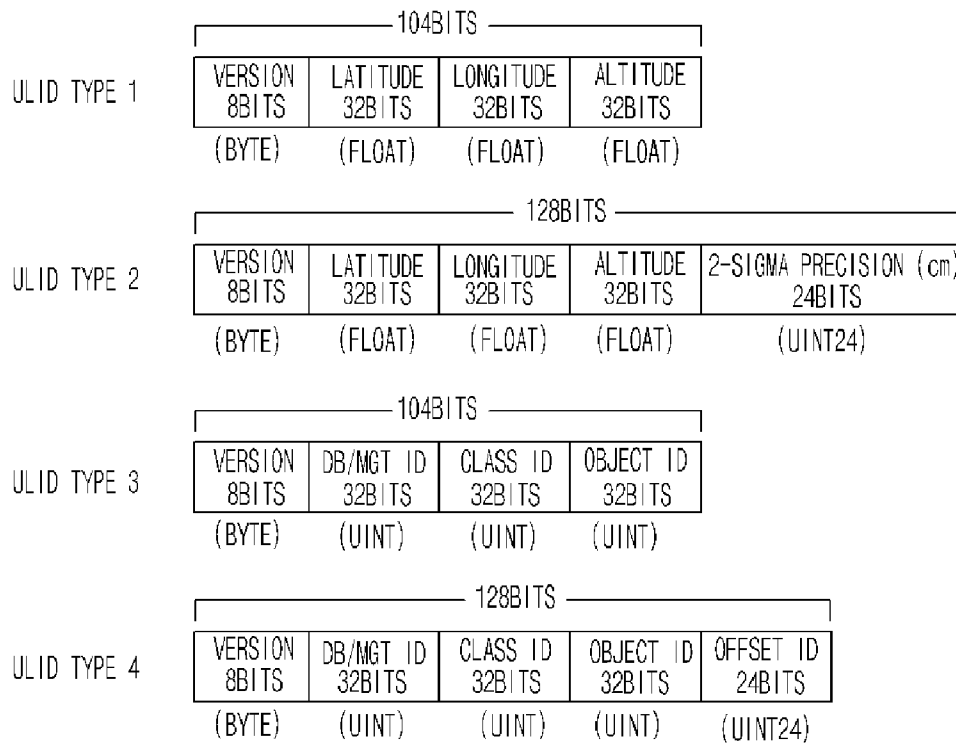 104BITS
ULID TYPE 1
VERSION LATITUDE LONGITUDE ALTITUDE
8BITS 32BITS 32BITS 32BITS
(BYTE) (FLOAT) (FLOAT) (FLOAT)
128BITS
ULID TYPE 2
VERSION LATITUDE LONGITUDE ALTITUDE 2-SIGMA PRECISION (cm)
8BITS 32BITS 32BITS 32BITS 24BITS
(BYTE) (FLOAT) (FLOAT) (FLOAT) (UINT24)
104BITS
ULID TYPE 3
VERSION DB/MGT ID CLASS ID OBJECT ID
8BITS 32BITS 32BITS 32BITS
(BYTE) (UINT) (UINT) (UINT)
128BITS
ULID TYPE 4
VERSION DB/MGT ID CLASS ID OBJECT ID OFFSET ID
8BITS 32BITS 32BITS 32BITS 24BITS
(BYTE) (UINT) (UINT) (UINT) (UINT24)